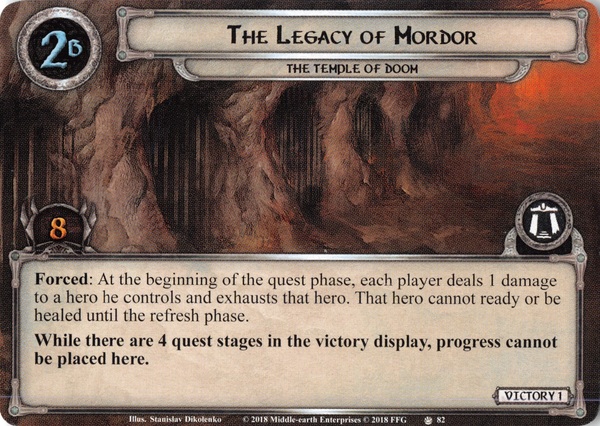 2B
The Legacy of Mordor
The Temple of Doom
8
Forced: At the beginning of the quest phase, each player deals 1 damage
to a hero he controls and exhausts that hero. That hero cannot ready or be
healed until the refresh phase.
While there are 4 quest stages in the victory display, progress cannot
be placed here.
Victory 1
Illus. Stanislav Dikolenko © 2018 Middle-earth Enterprises © 2018 FFG 82